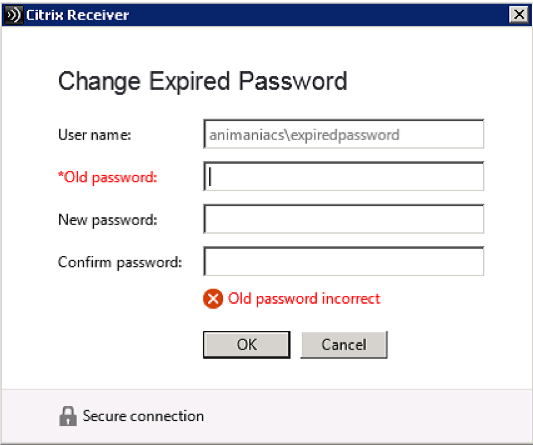 Citrix Receiver
Change Expired Password
User name: animaniacs\expiredpassword
*Old password:
New password:
Confirm password:
Old password incorrect
OK Cancel
Secure connection